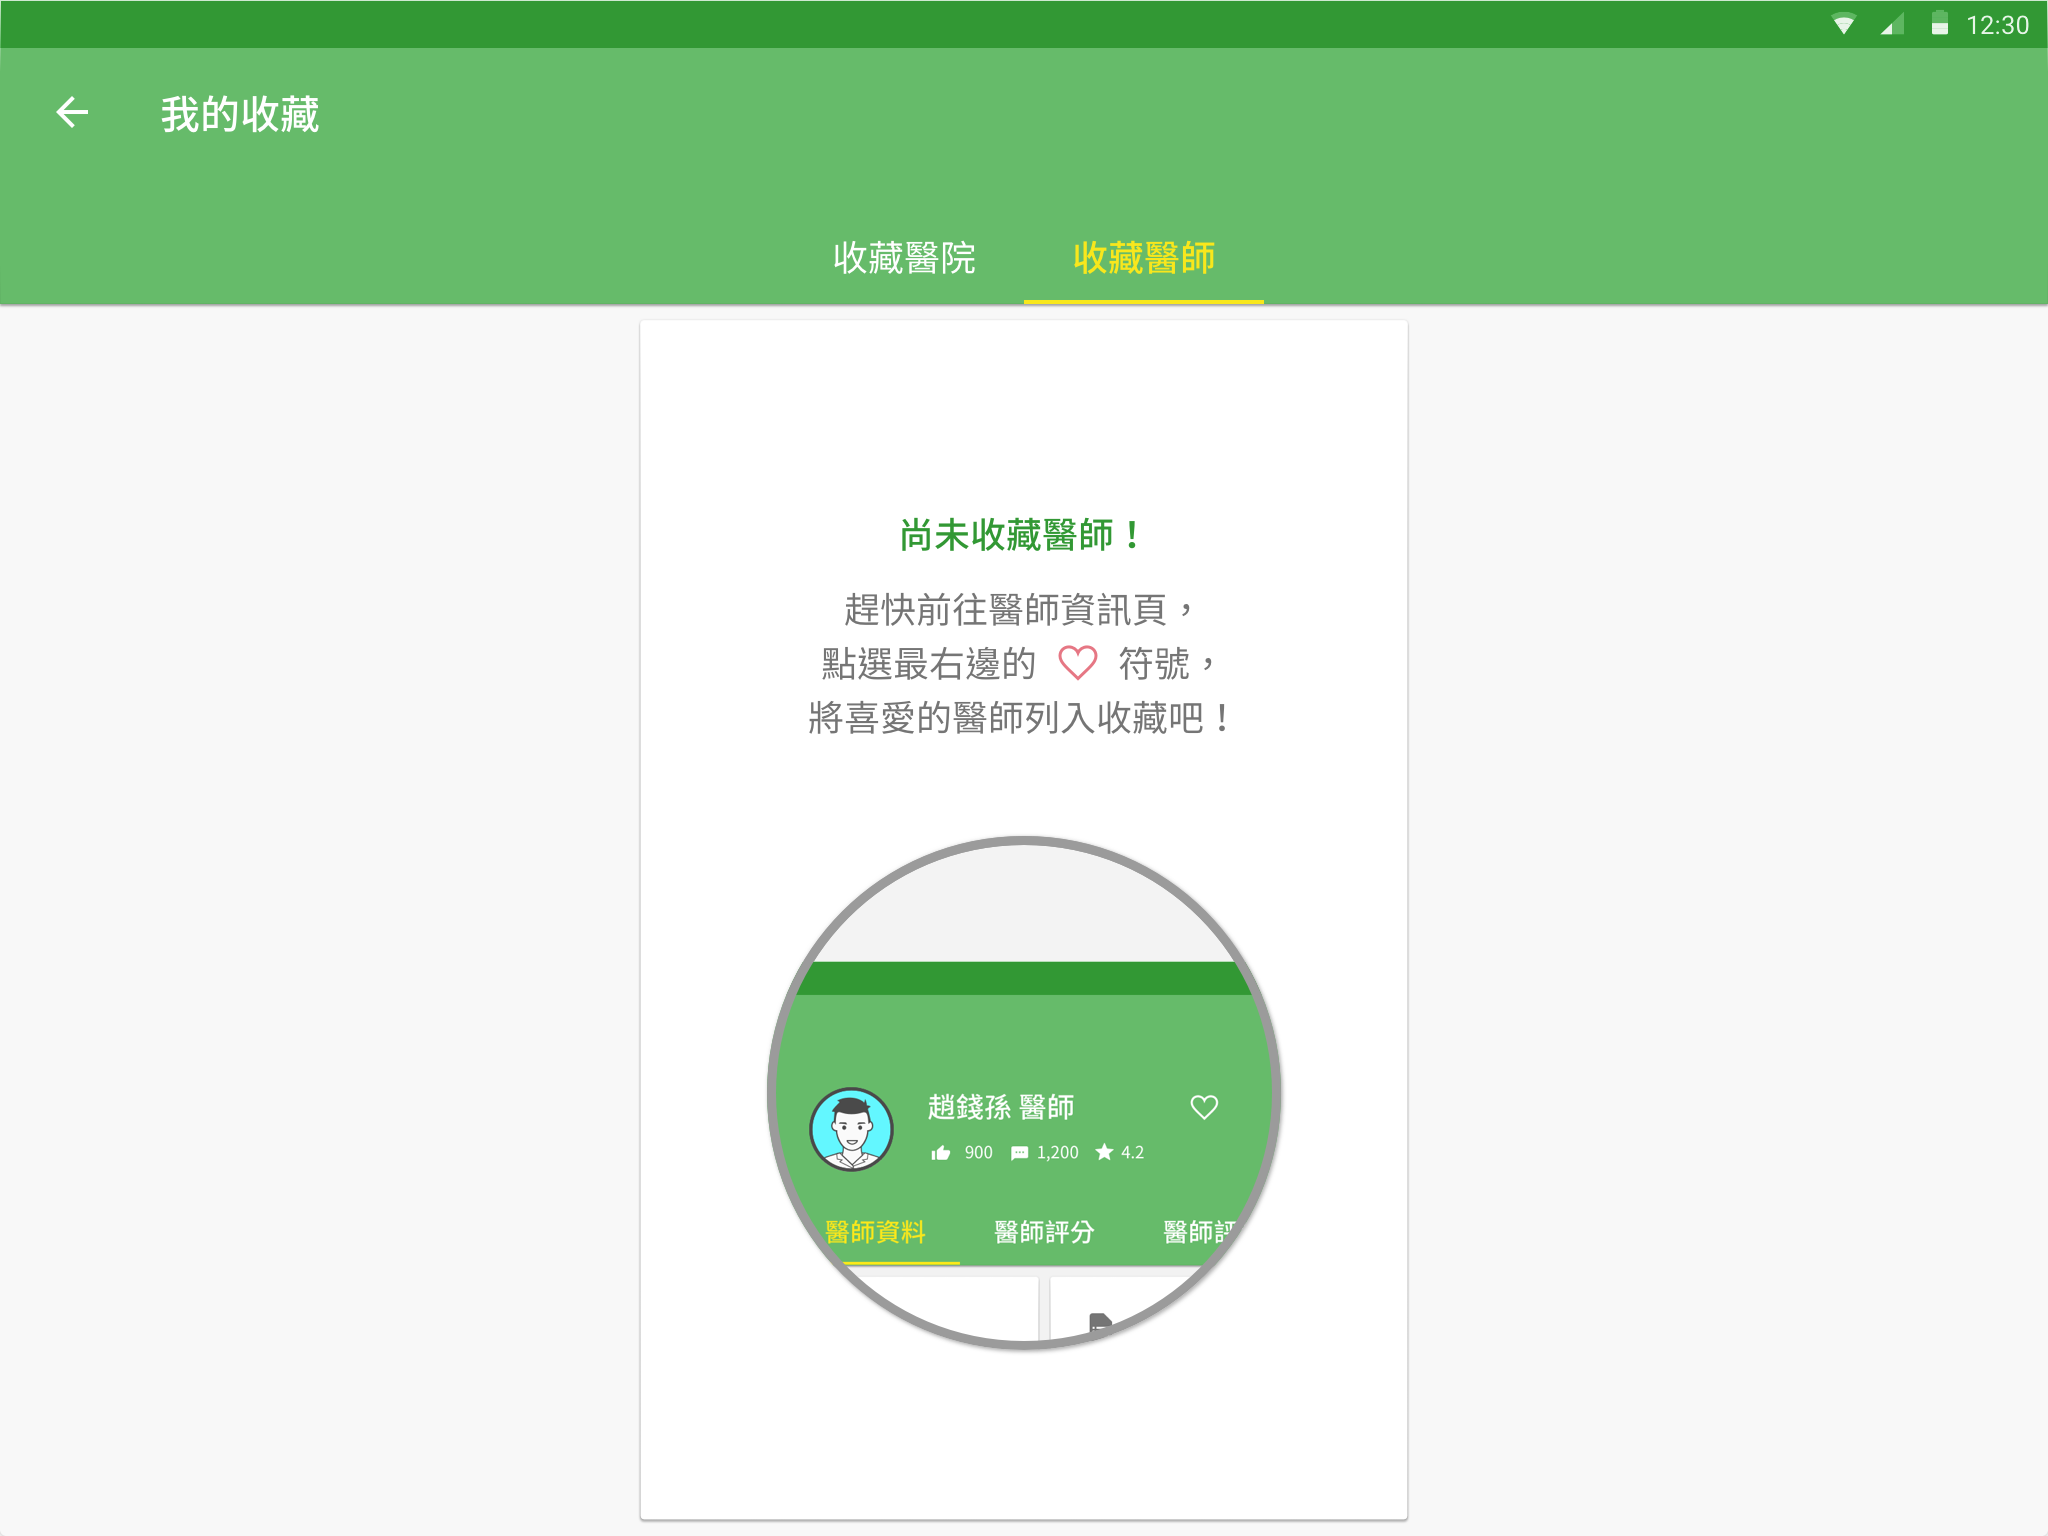 12:30
我的收藏
收藏醫院
收藏醫師
尚未收藏醫師！
趕快前往醫師資訊頁，
點選最右邊的 符號，
將喜愛的醫師列入收藏吧！
趙錢孫 醫師
900 1,200 4.2
醫師資料 醫師評分 醫師評